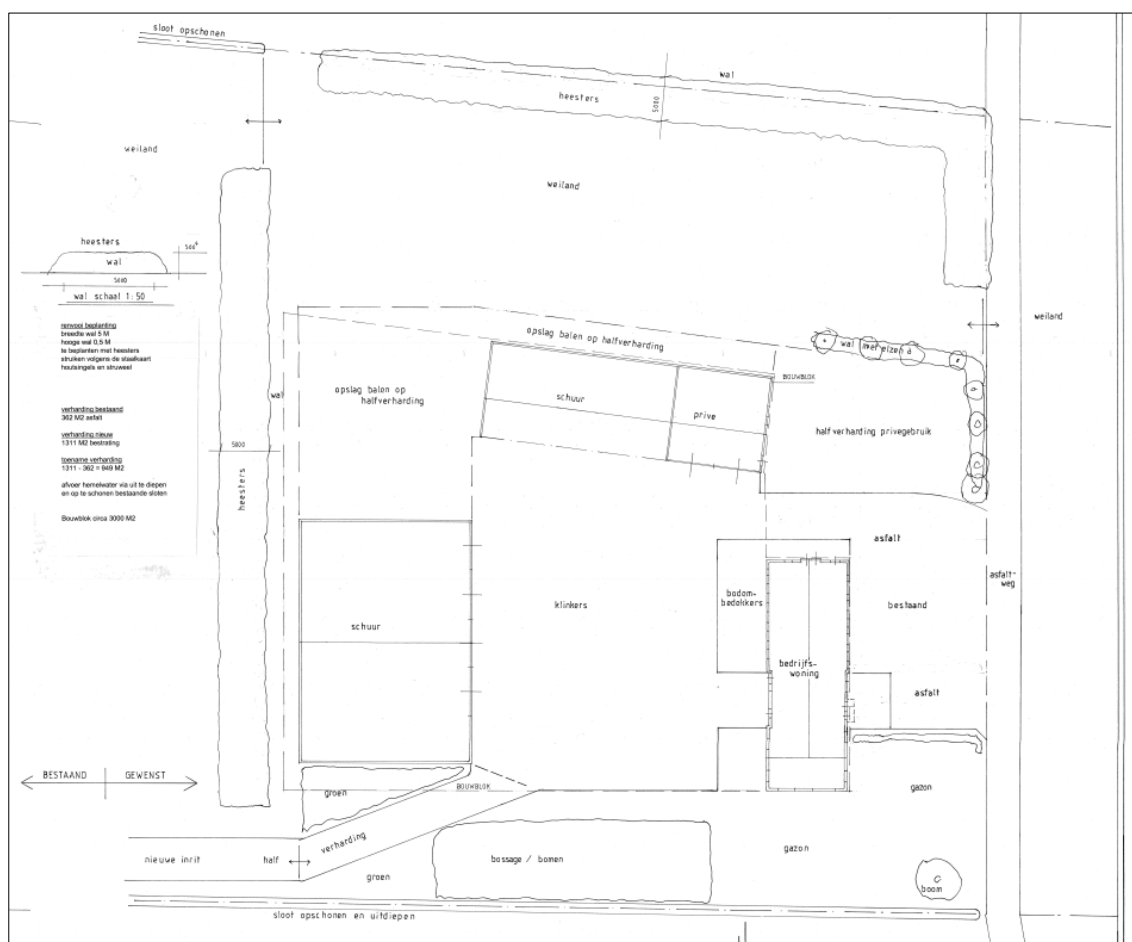 sloot opschonen
wal
heesters
5000
weiland
weiland
heesters
wal
5000
wal schaal 1:50
weiland
renvooi beplanting
breedte wal 5 M
hooge wal 0,5 M
te beplanten met heesters
struiken volgens de staalkaart
houtsingels en struweel
verharding bestaand
362 M2 asfalt
verharding nieuw
1311 M2 bestrating
toename verharding
1311 - 362 = 949 M2
afvoer hemelwater via uit te diepen
en op te schonen bestaande sloten
Bouwblok circa 3000 M2
opslag balen op halfverharding
wal met elzen
BOUWBLOK
wal
opslag balen op
halfverharding
schuur
prive
halfverharding privegebruik
5000
heesters
asfalt
asfalt-
weg
klinkers
bodem-
bedekkers
bestaand
schuur
bedrijfs-
woning
asfalt
BESTAAND
GEWENST
groen
BOUWBLOK
gazon
verharding
nieuwe inrit
half
bossage / bomen
gazon
groen
boom
sloot opschonen en uitdiepen